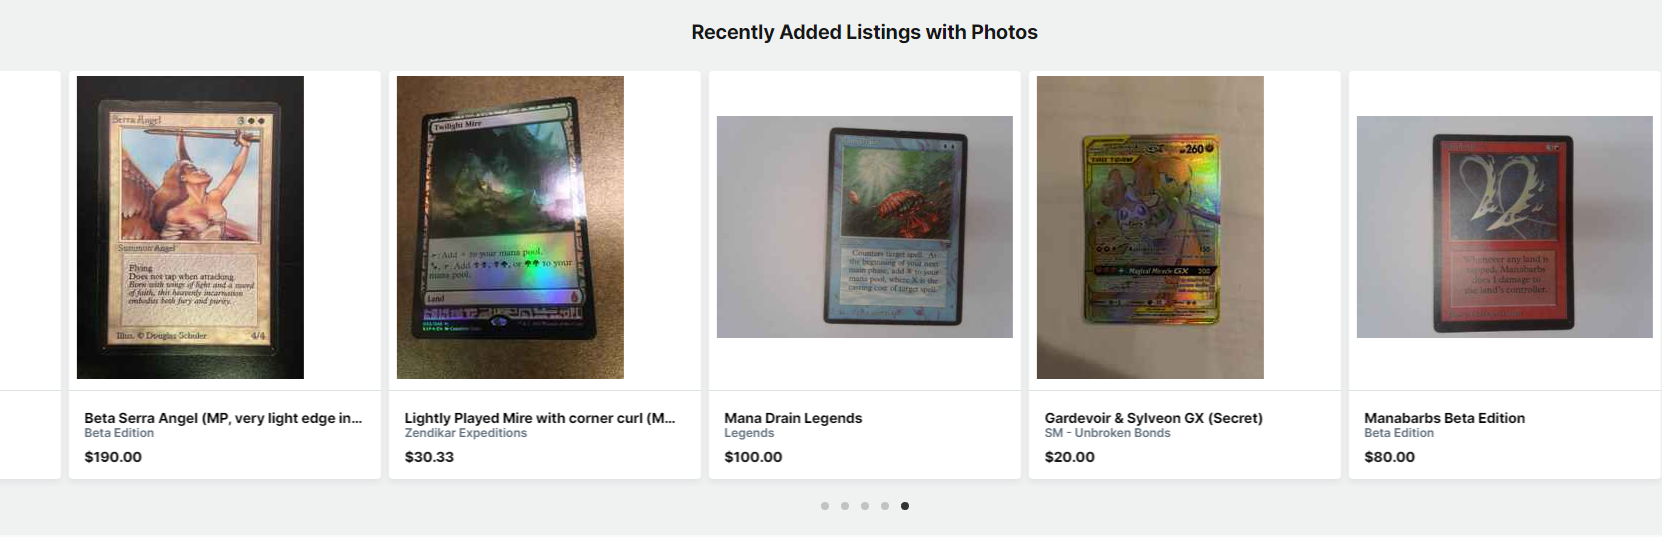 Recently Added Listings with Photos
Serra Angel
3
Summon Angel
Flying
Does not tap when attacking.
Born with wings of light and a sword
of faith, this heavenly incarnation
embodies both fury and purity.
Illus. © Douglas Schuler 4/4
Beta Serra Angel (MP, very light edge in...
Beta Edition
$190.00
Twilight Mire
: Add to your mana pool.
: Add , or to your
mana pool.
Land
Lightly Played Mire with corner curl (M...
Zendikar Expeditions
$30.33
Counters target spell. At
the beginning of your next
main phase, add to your
mana pool, where X is the
casting cost of target spell.
Mana Drain Legends
Legends
$100.00
GX 260
Magical Miracle GX 200
Gardevoir & Sylveon GX (Secret)
SM - Unbroken Bonds
$20.00
Whenever any land is
tapped, Manabarbs
does 1 damage to
the land's controller.
Manabarbs Beta Edition
Beta Edition
$80.00